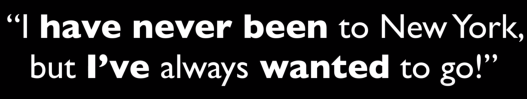 “I have never been to New York,
but I’ve always wanted to go!”